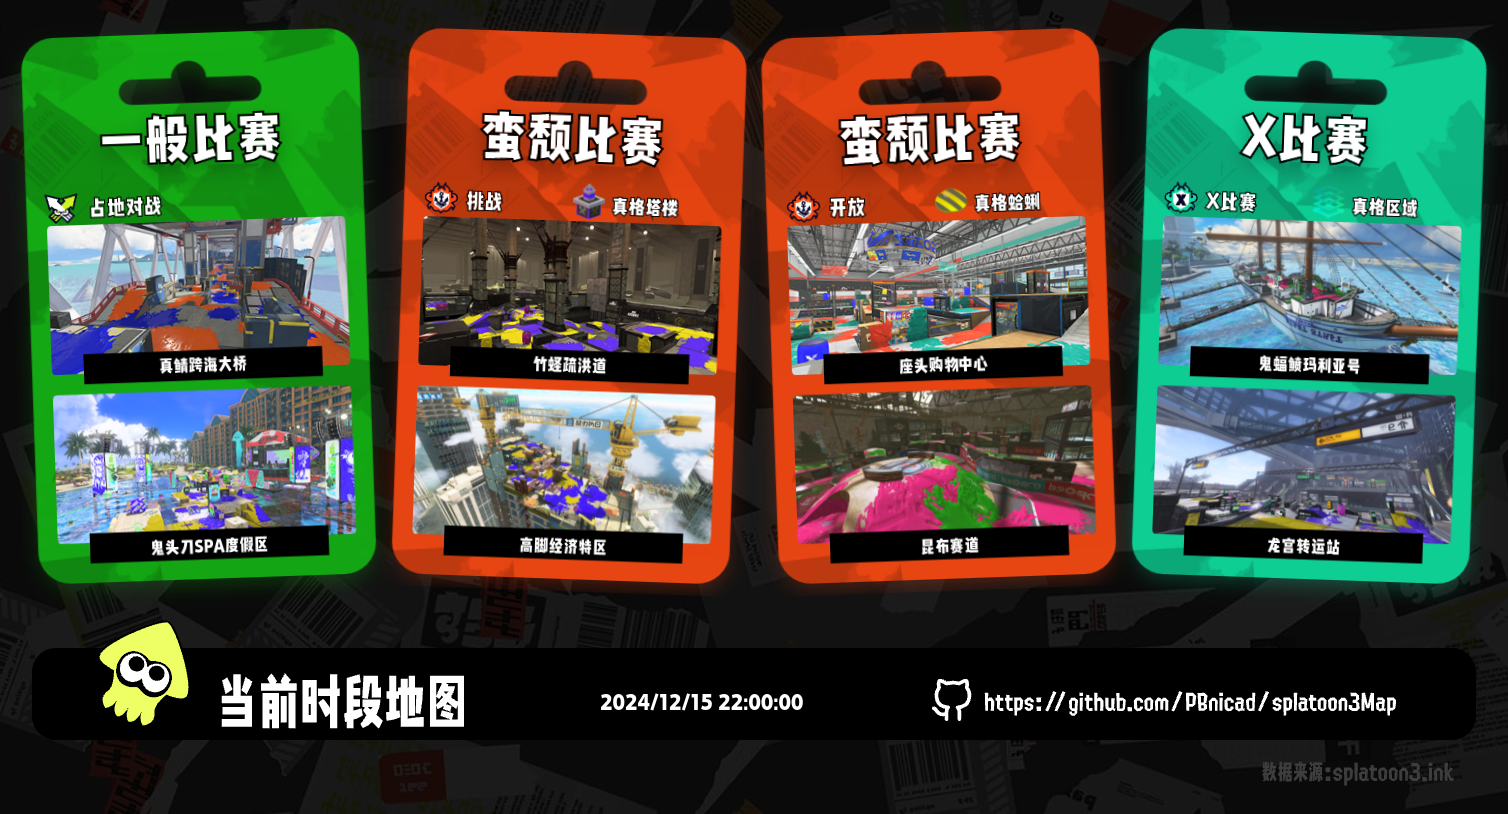 一般比赛
占地对战
真鲷跨海大桥
鬼头刀SPA度假区
蛮颓比赛
挑战
真格塔楼
竹蛏疏洪道
高脚经济特区
蛮颓比赛
开放
真格蛤蜊
座头购物中心
昆布赛道
X比赛
X比赛
真格区域
鬼蝠鲼玛利亚号
龙宫转运站
当前时段地图
2024/12/15 22:00:00
https://github.com/PBnicad/splatoon3Map
数据来源:splatoon3.ink